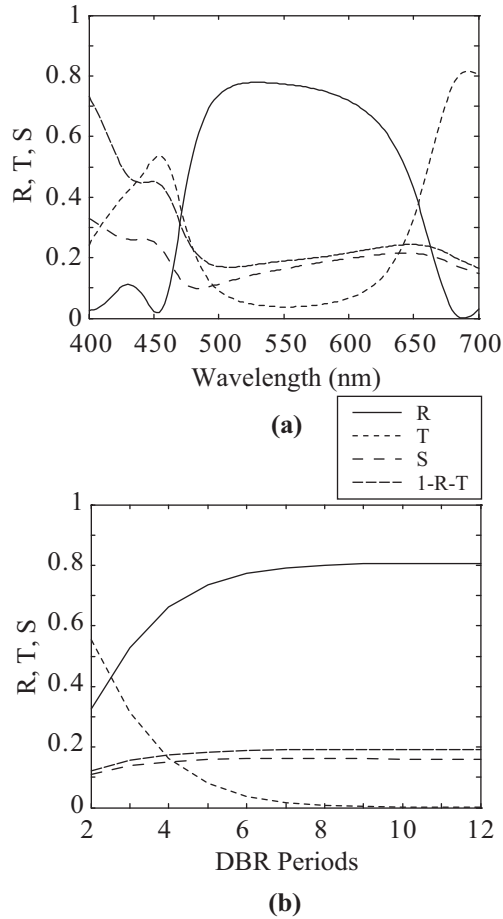 1
0.8
0.6
0.4
0.2
0
R, T, S
400 450 500 550 600 650 700
Wavelength (nm)
(a)
R
T
S
1-R-T
1
0.8
0.6
0.4
0.2
0
R, T, S
2 4 6 8 10 12
DBR Periods
(b)